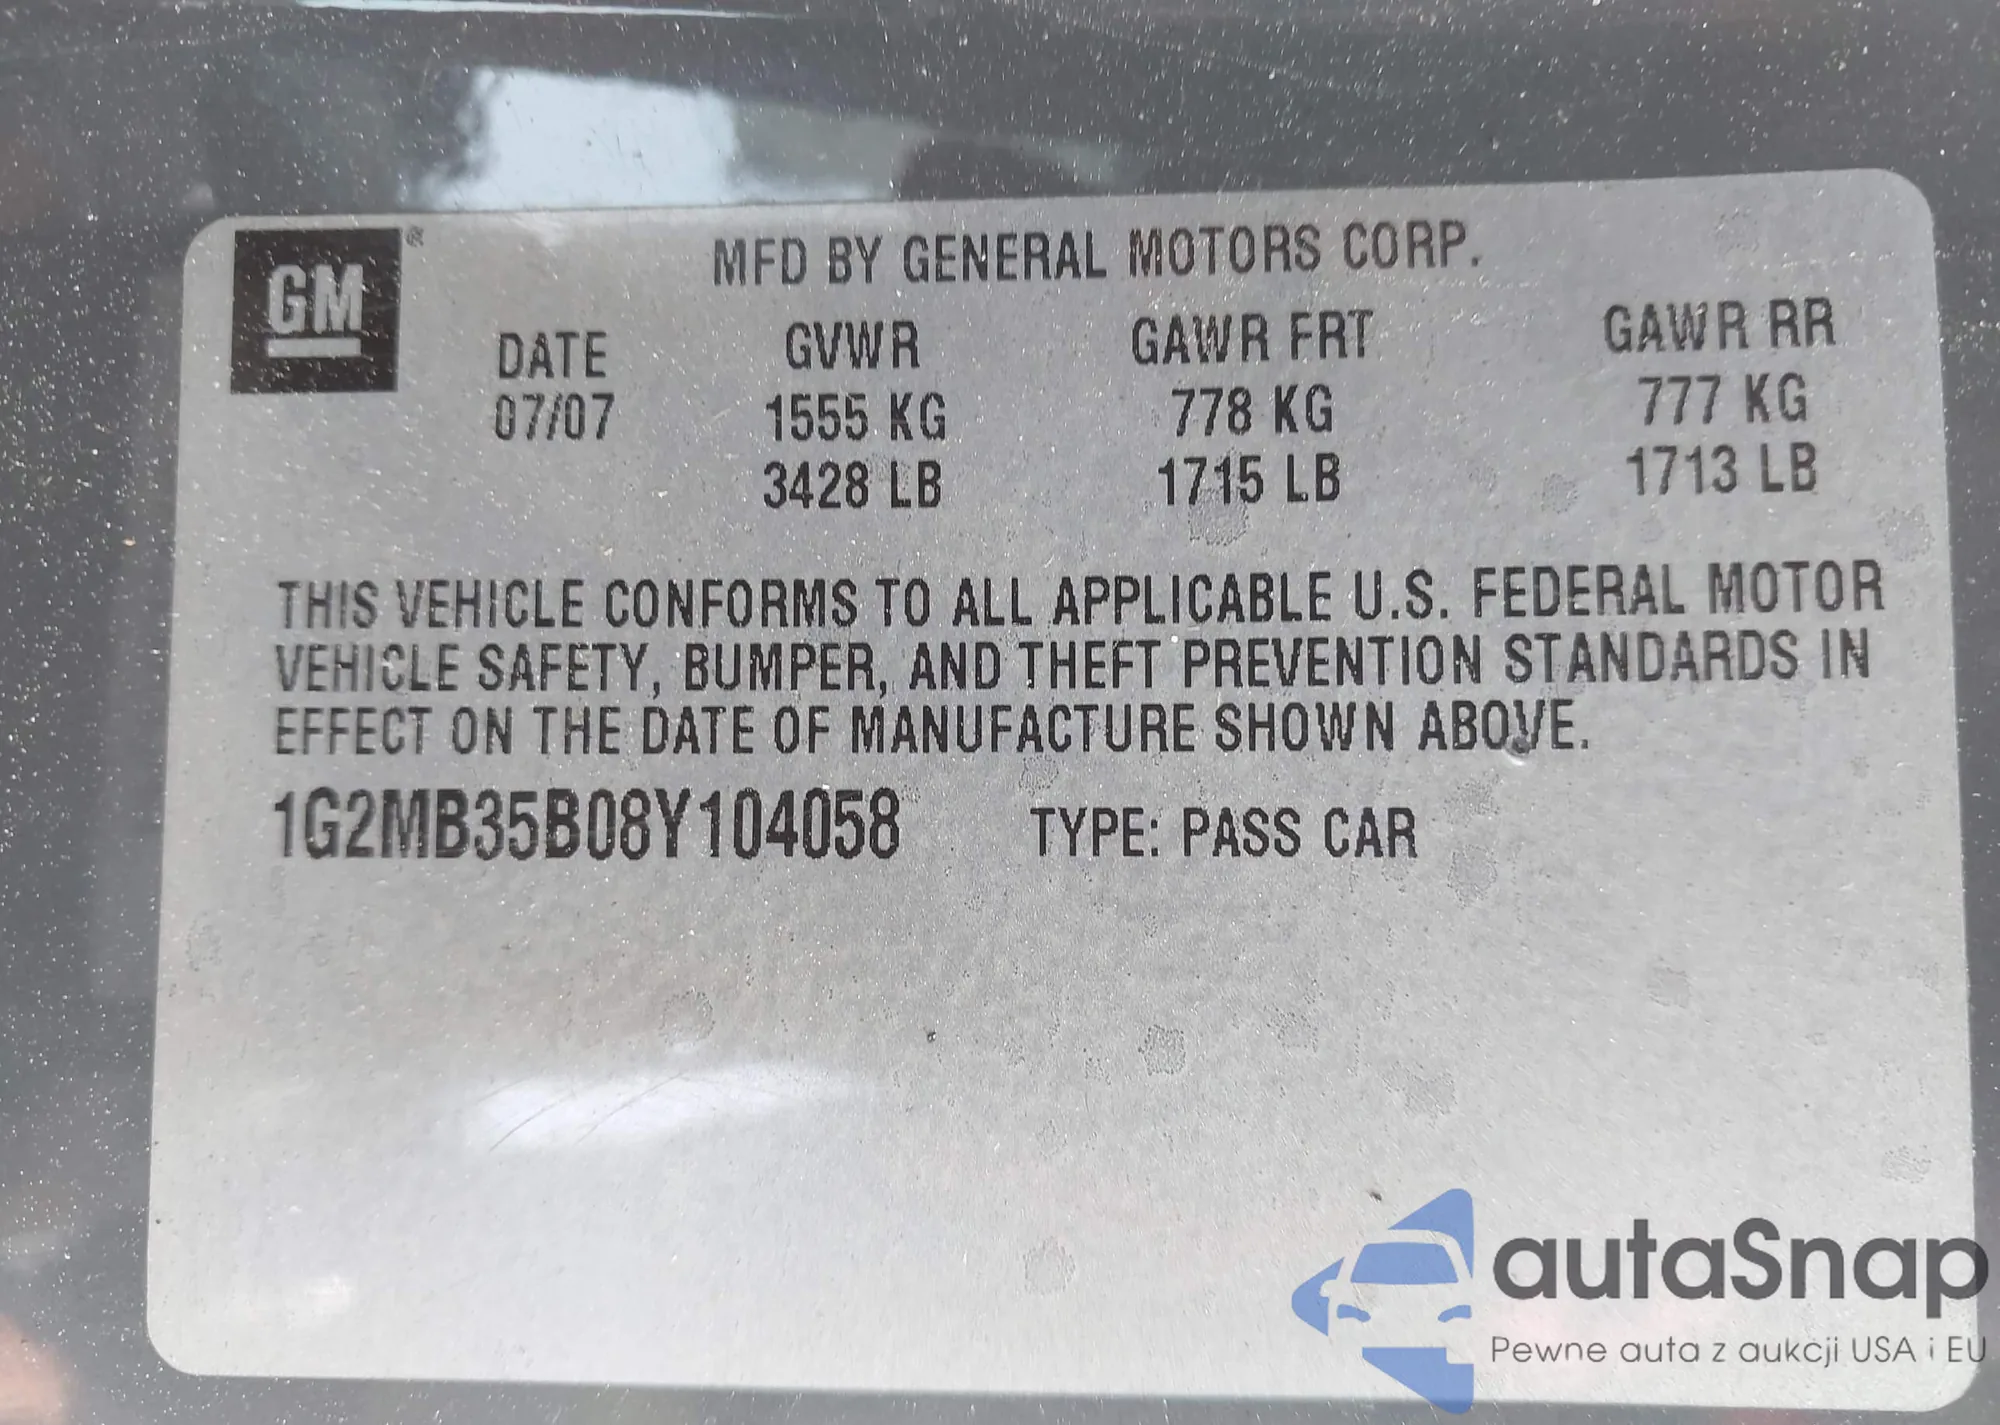 GM®
MFD BY GENERAL MOTORS CORP.
DATE GVWR GAWR FRT GAWR RR
07/07 1555 KG 778 KG 777 KG
3428 LB 1715 LB 1713 LB
THIS VEHICLE CONFORMS TO ALL APPLICABLE U.S. FEDERAL MOTOR
VEHICLE SAFETY, BUMPER, AND THEFT PREVENTION STANDARDS IN
EFFECT ON THE DATE OF MANUFACTURE SHOWN ABOVE.
1G2MB35B08Y104058 TYPE: PASS CAR
autaSnap
Pewne auta z aukcji USA i EU